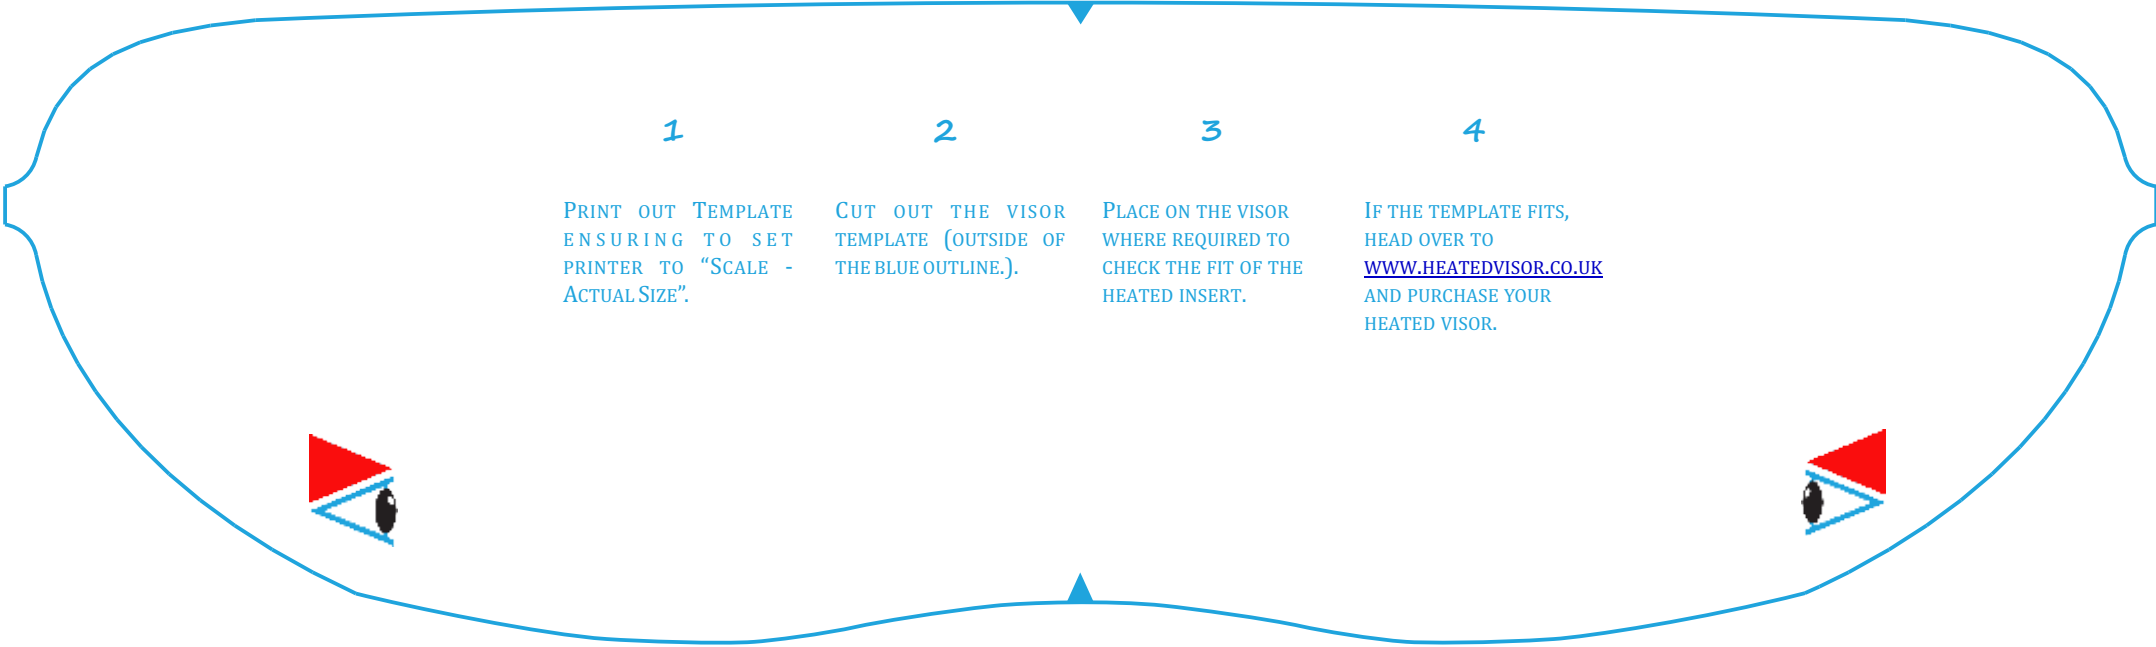 1
Print out Template
ensuring to set
printer to “Scale -
Actual Size”.
2
Cut out the visor
template (outside of
the blue outline.).
3
Place on the visor
where required to
check the fit of the
heated insert.
4
If the template fits,
head over to
www.heatedvisor.co.uk
and purchase your
heated visor.